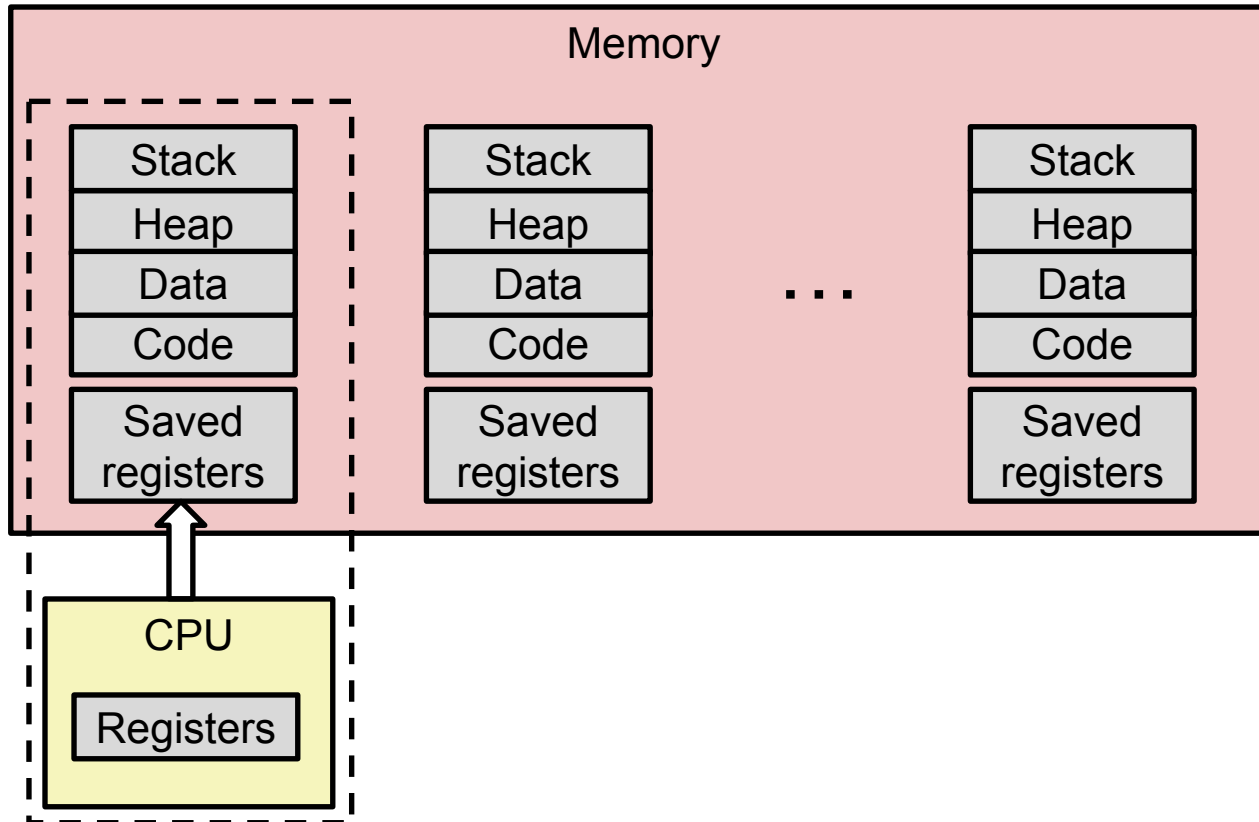 Memory
Stack
Heap
Data
Code
Saved
registers
Stack
Heap
Data
Code
Saved
registers
...
Stack
Heap
Data
Code
Saved
registers
CPU
Registers